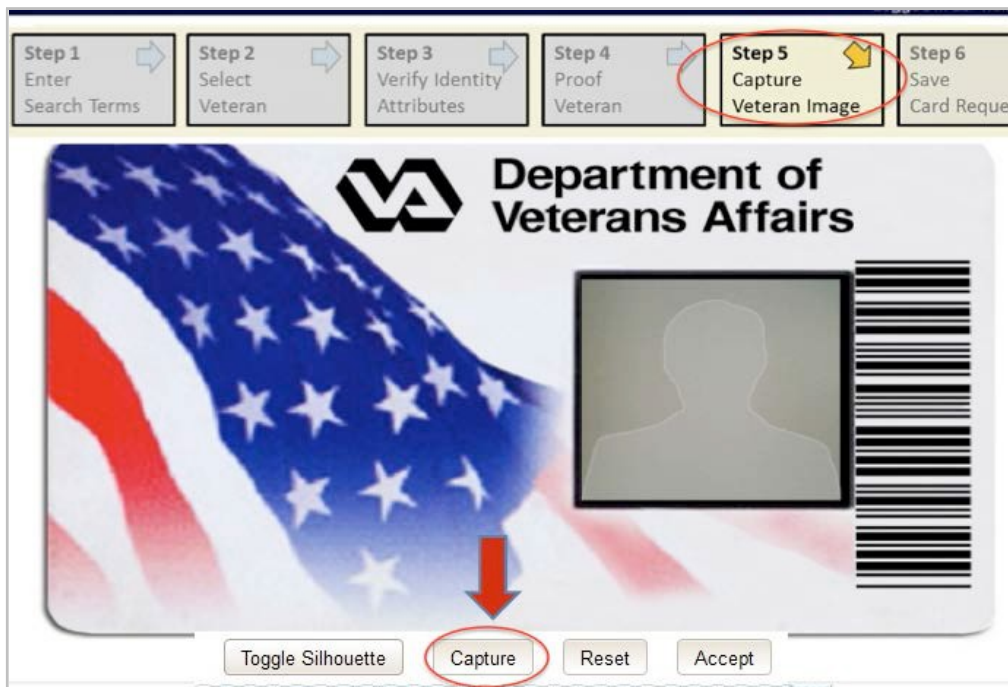 Step 1
Enter
Search Terms
Step 2
Select
Veteran
Step 3
Verify Identity
Attributes
Step 4
Proof
Veteran
Step 5
Capture
Veteran Image
Step 6
Save
Card Reque
VA
Department of
Veterans Affairs
Toggle Silhouette
Capture
Reset
Accept